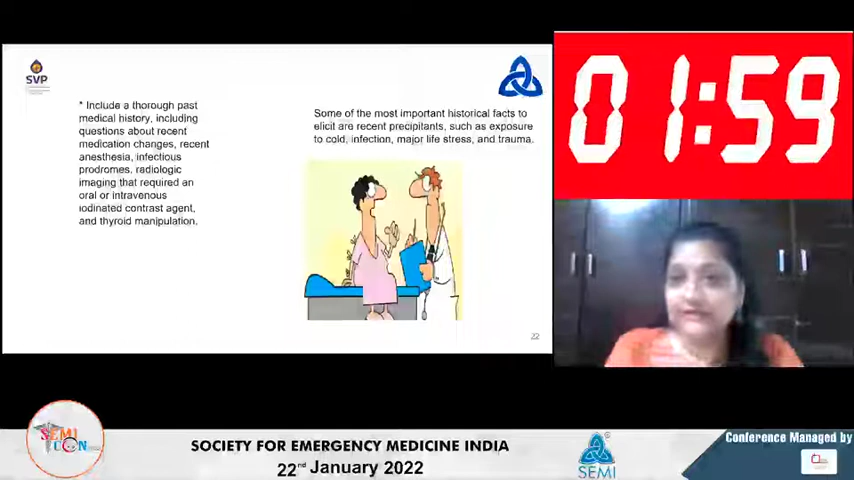 SVP
* Include a thorough past
medical history, including
questions about recent
medication changes, recent
anesthesia, infectious
prodromes, radiologic
imaging that required an
oral or intravenous
iodinated contrast agent,
and thyroid manipulation.
Some of the most important historical facts to
elicit are recent precipitants, such as exposure
to cold, infection, major life stress, and trauma.
22
01:59
SEMI
CON
SOCIETY FOR EMERGENCY MEDICINE INDIA
22nd January 2022
SEMI
Conference Managed by